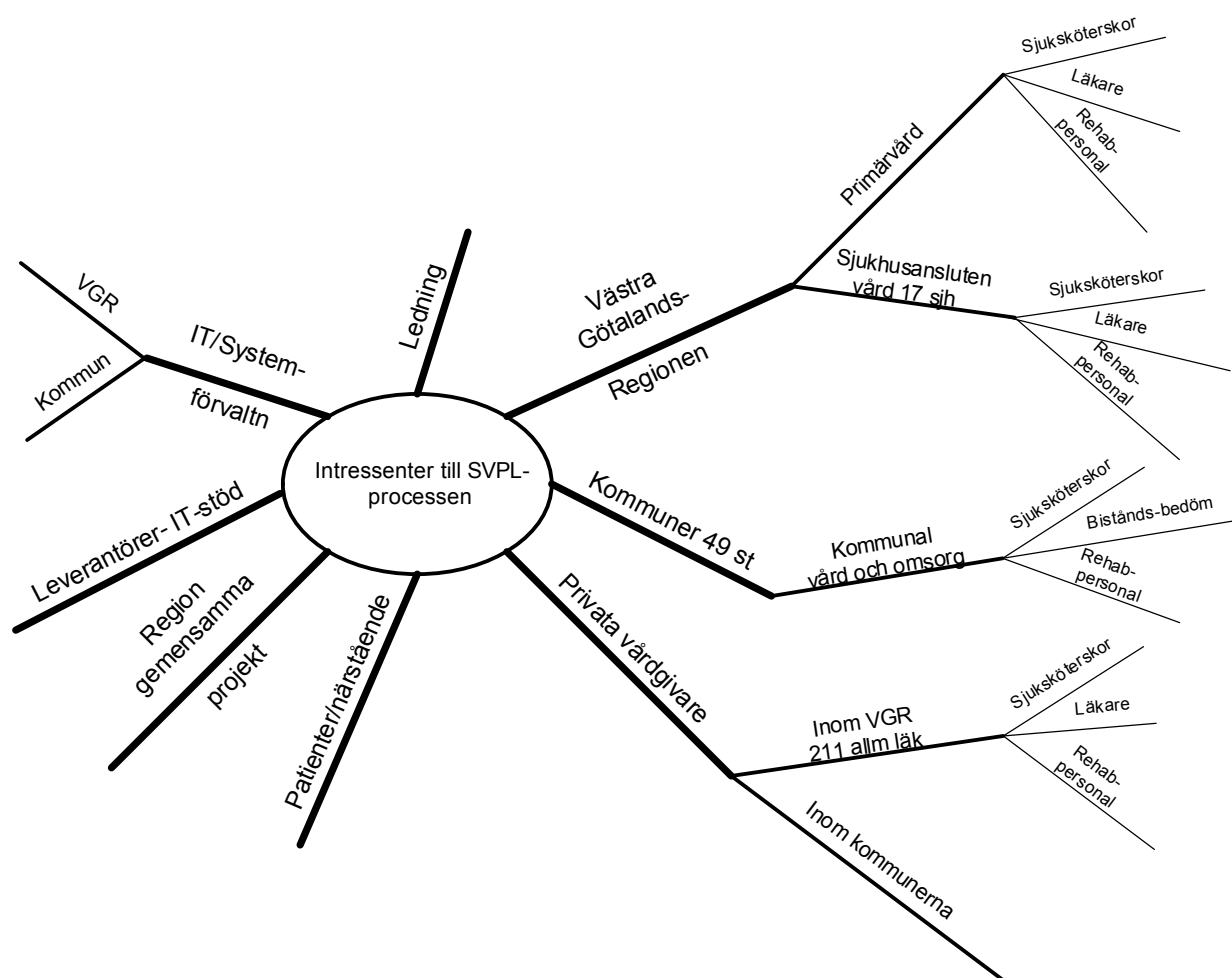 Intressenter till SVPL-
processen
Ledning
Västra
Götalands-
Regionen
Primärvård
Sjuksköterskor
Läkare
Rehab-
personal
Sjukhusansluten
vård 17 sjh
Sjuksköterskor
Läkare
Rehab-
personal
Kommuner 49 st
Kommunal
vård och omsorg
Sjuksköterskor
Bistånds-bedöm
Rehab-
personal
Privata vårdgivare
Inom VGR
211 allm läk
Sjuksköterskor
Läkare
Rehab-
personal
Inom kommunerna
Patienter/närstående
Region
gemensamma
projekt
Leverantörer- IT-stöd
IT/System-
förvaltn
VGR
Kommun